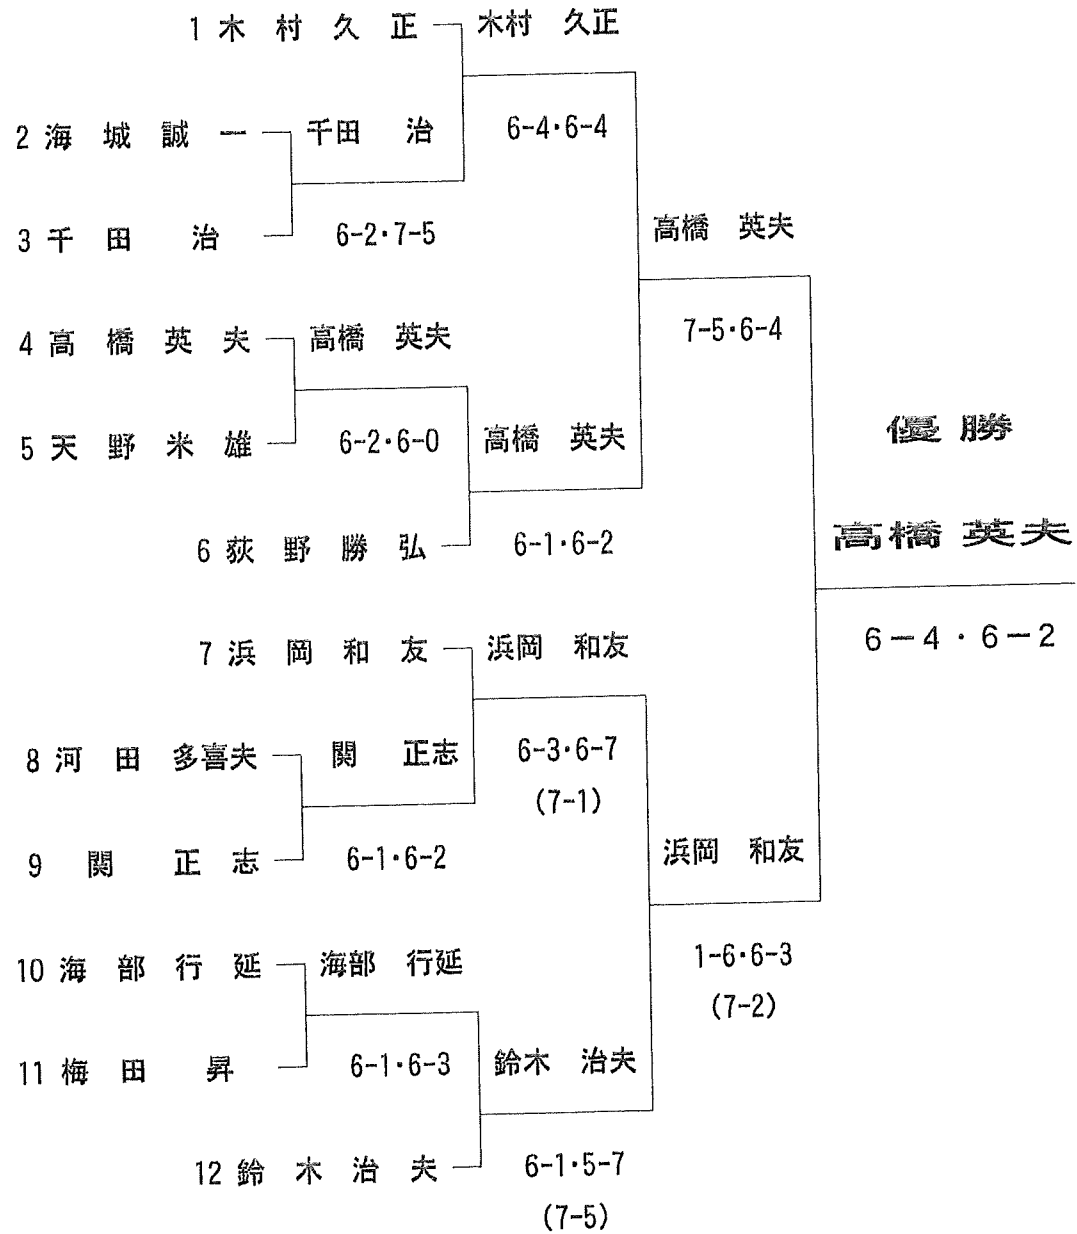 1 木村久正
木村 久正
2 海城誠一
千田 治
6-4・6-4
3 千田 治
6-2・7-5
高橋 英夫
4 高橋英夫
高橋 英夫
7-5・6-4
5 天野米雄
6-2・6-0
高橋 英夫
優勝
6 荻野勝弘
6-1・6-2
高橋 英夫
7 浜岡和友
浜岡 和友
6-4・6-2
8 河田多喜夫
関 正志
6-3・6-7
(7-1)
9 関 正志
6-1・6-2
浜岡 和友
10 海部行延
海部 行延
1-6・6-3
(7-2)
11 梅田 昇
6-1・6-3
鈴木 治夫
12 鈴木治夫
6-1・5-7
(7-5)